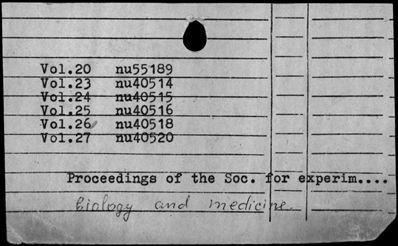 Vol.20 nu55189
Vol.23 nu40514
Vol.24 nu40515
Vol.25 nu40516
Vol.26 nu40518
Vol.27 nu40520
Proceedings of the Soc. for experim....
biology and medicine.